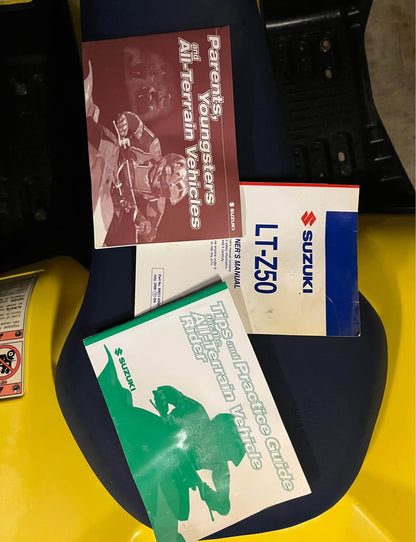 Parents,
Youngsters
and
All-Terrain Vehicles
SUZUKI
SUZUKI
LT-Z50
NER'S MANUAL
Tips and Practice Guide
for the
All-Terrain Vehicle
Rider
SUZUKI